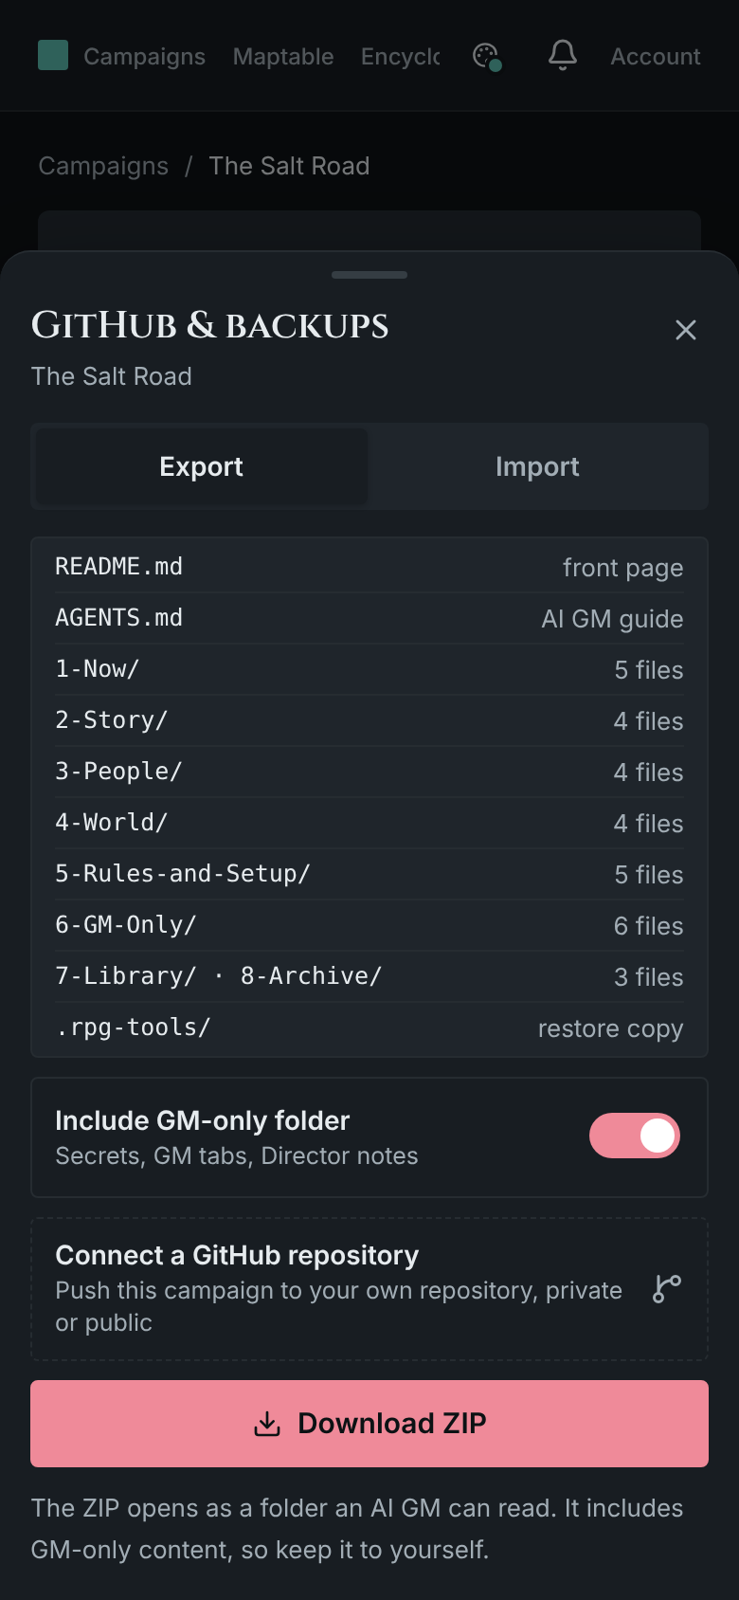 Campaigns Maptable Encycl Account
Campaigns / The Salt Road
GitHub & backups
The Salt Road
Export Import
README.md front page
AGENTS.md AI GM guide
1-Now/ 5 files
2-Story/ 4 files
3-People/ 4 files
4-World/ 4 files
5-Rules-and-Setup/ 5 files
6-GM-Only/ 6 files
7-Library/ · 8-Archive/ 3 files
.rpg-tools/ restore copy
Include GM-only folder
Secrets, GM tabs, Director notes
Connect a GitHub repository
Push this campaign to your own repository, private
or public
Download ZIP
The ZIP opens as a folder an AI GM can read. It includes
GM-only content, so keep it to yourself.